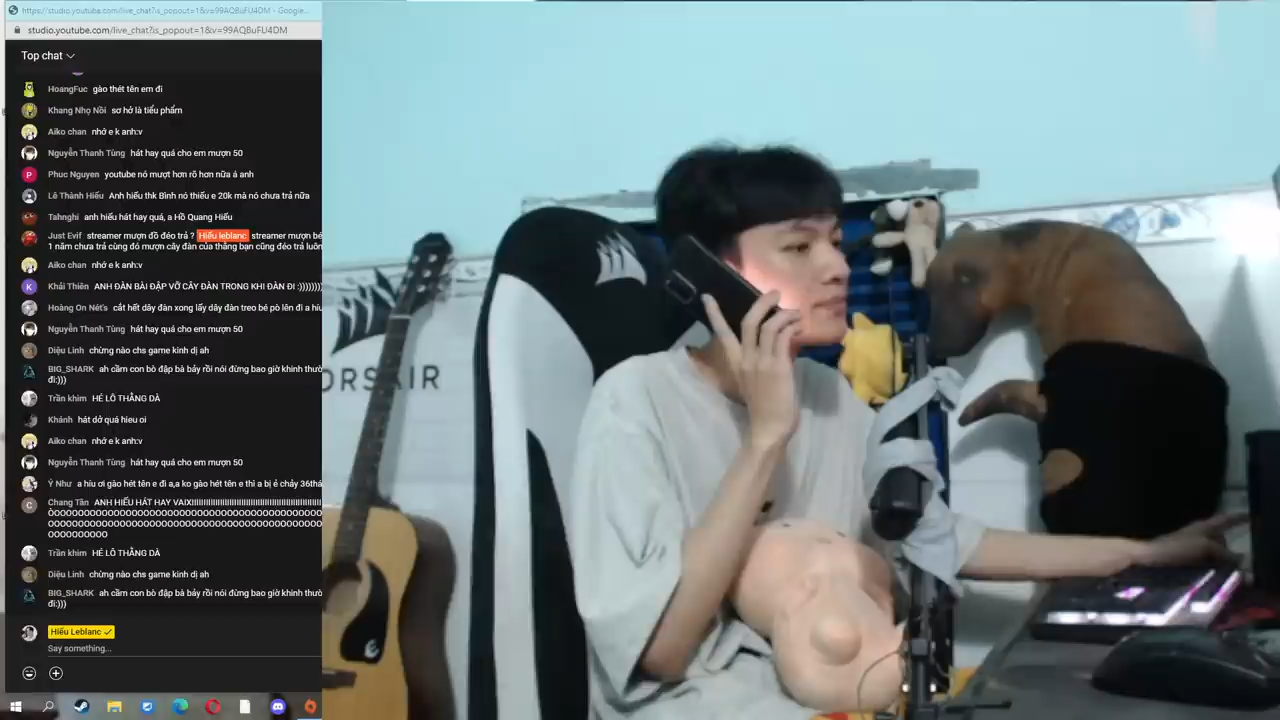 https://studio.youtube.com/live_chat?is_popout=1&v=99AQBuFU4DM - Google...
studio.youtube.com/live_chat?is_popout=1&v=99AQBuFU4DM
Top chat
HoangFuc gào thét tên em đi
Khang Nhọ Nồi sơ hở là tiểu phẩm
Aiko chan nhớ e k anh:v
Nguyễn Thanh Tùng hát hay quá cho em mượn 50
Phuc Nguyen youtube nó mượt hơn rõ hơn nữa á anh
Lê Thành Hiếu Anh hiếu thk Bình nó thiếu e 20k mà nó chưa trả nữa
Tahnghi anh hiếu hát hay quá, a Hồ Quang Hiếu
Just Evif streamer mượn đồ đéo trả ? Hiếu leblanc streamer mượn bé
1 năm chưa trả cùng đó mượn cây đàn của thằng bạn cũng đéo trả luôn
Aiko chan nhớ e k anh:v
Khải Thiên ANH ĐÀN BÀI ĐẬP VỠ CÂY ĐÀN TRONG KHI ĐÀN ĐI :))))))))
Hoàng On Nét's cắt hết dây đàn xong lấy dây đàn treo bé pò lên đi a hiu
Nguyễn Thanh Tùng hát hay quá cho em mượn 50
Diệu Linh chừng nào chs game kinh dị ah
BIG_SHARK ah cầm con bò đập bà bảy rồi nói đừng bao giờ khinh thườ
đi:)))
Trần khim HÉ LÔ THẰNG DÀ
Khánh hát dở quá hieu oi
Aiko chan nhớ e k anh:v
Nguyễn Thanh Tùng hát hay quá cho em mượn 50
Ý Như a híu ơi gào hét tên e đi a,a ko gào hét tên e thì a bị ẻ chảy 36thá
Chang Tân ANH HIẾU HÁT HAY VAIX!!!!!!!!!!!!!!!!!!!!!!!!!!!!!!!!!!!!!!!!
Trần khim HÉ LÔ THẰNG DÀ
Diệu Linh chừng nào chs game kinh dị ah
BIG_SHARK ah cầm con bò đập bà bảy rồi nói đừng bao giờ khinh thườ
đi:)))
Hiếu Leblanc
Say something...
ORSAIR